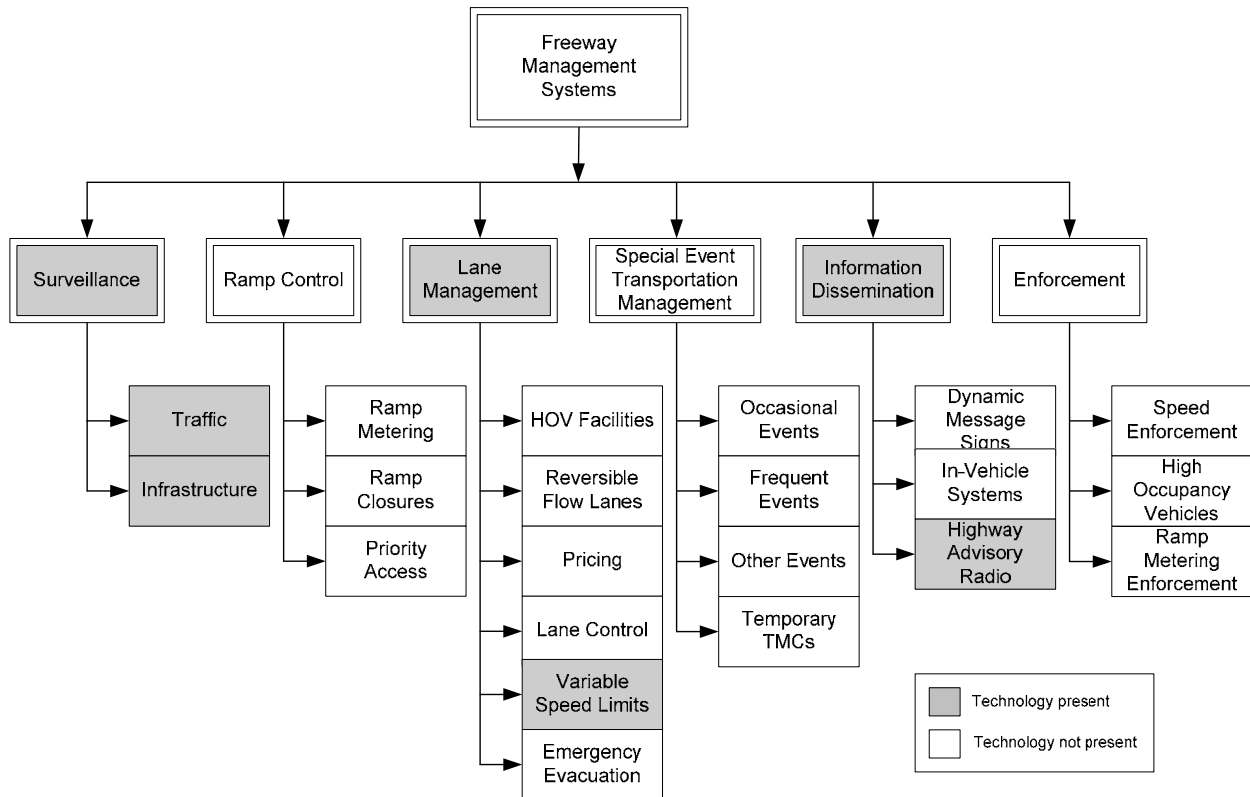 Freeway
Management
Systems
Surveillance
Ramp Control
Lane
Management
Special Event
Transportation
Management
Information
Dissemination
Enforcement
Traffic
Infrastructure
Ramp
Metering
Ramp
Closures
Priority
Access
HOV Facilities
Reversible
Flow Lanes
Pricing
Lane Control
Variable
Speed Limits
Emergency
Evacuation
Occasional
Events
Frequent
Events
Other Events
Temporary
TMCs
Dynamic
Message
Signs
In-Vehicle
Systems
Highway
Advisory
Radio
Speed
Enforcement
High
Occupancy
Vehicles
Ramp
Metering
Enforcement
Technology present
Technology not present